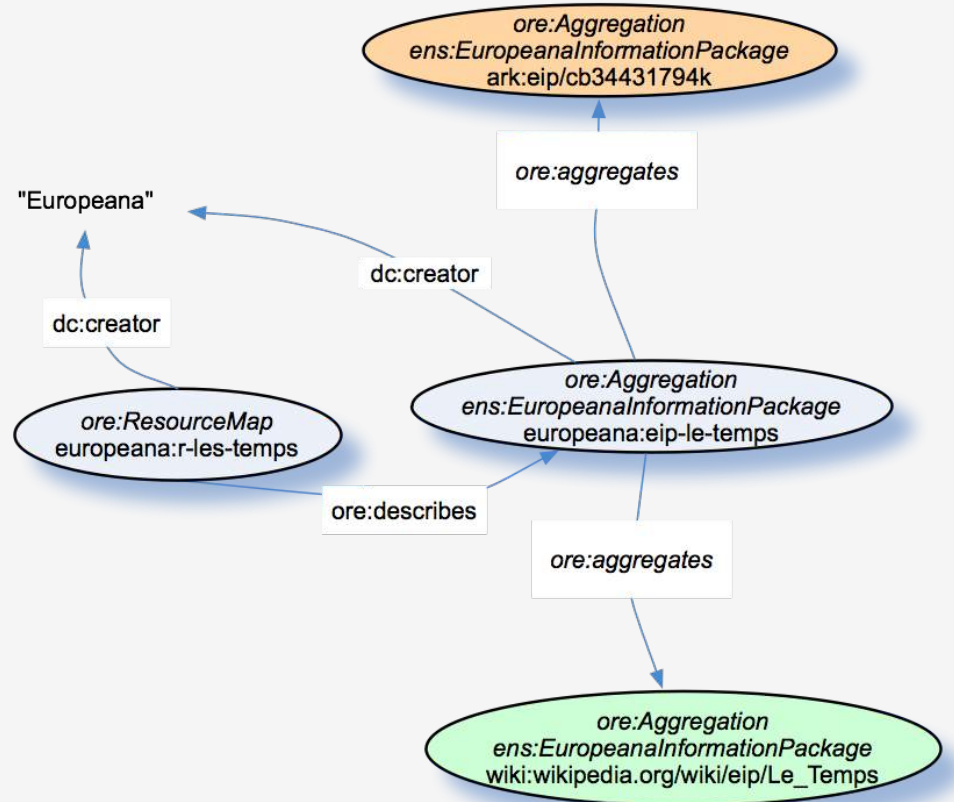 ore:Aggregation
ens:EuropeanaInformationPackage
ark:eip/cb34431794k
ore:aggregates
"Europeana"
dc:creator
dc:creator
ore:Aggregation
ens:EuropeanaInformationPackage
europeana:eip-le-temps
ore:ResourceMap
europeana:r-les-temps
ore:describes
ore:aggregates
ore:Aggregation
ens:EuropeanaInformationPackage
wiki:wikipedia.org/wiki/eip/Le_Temps